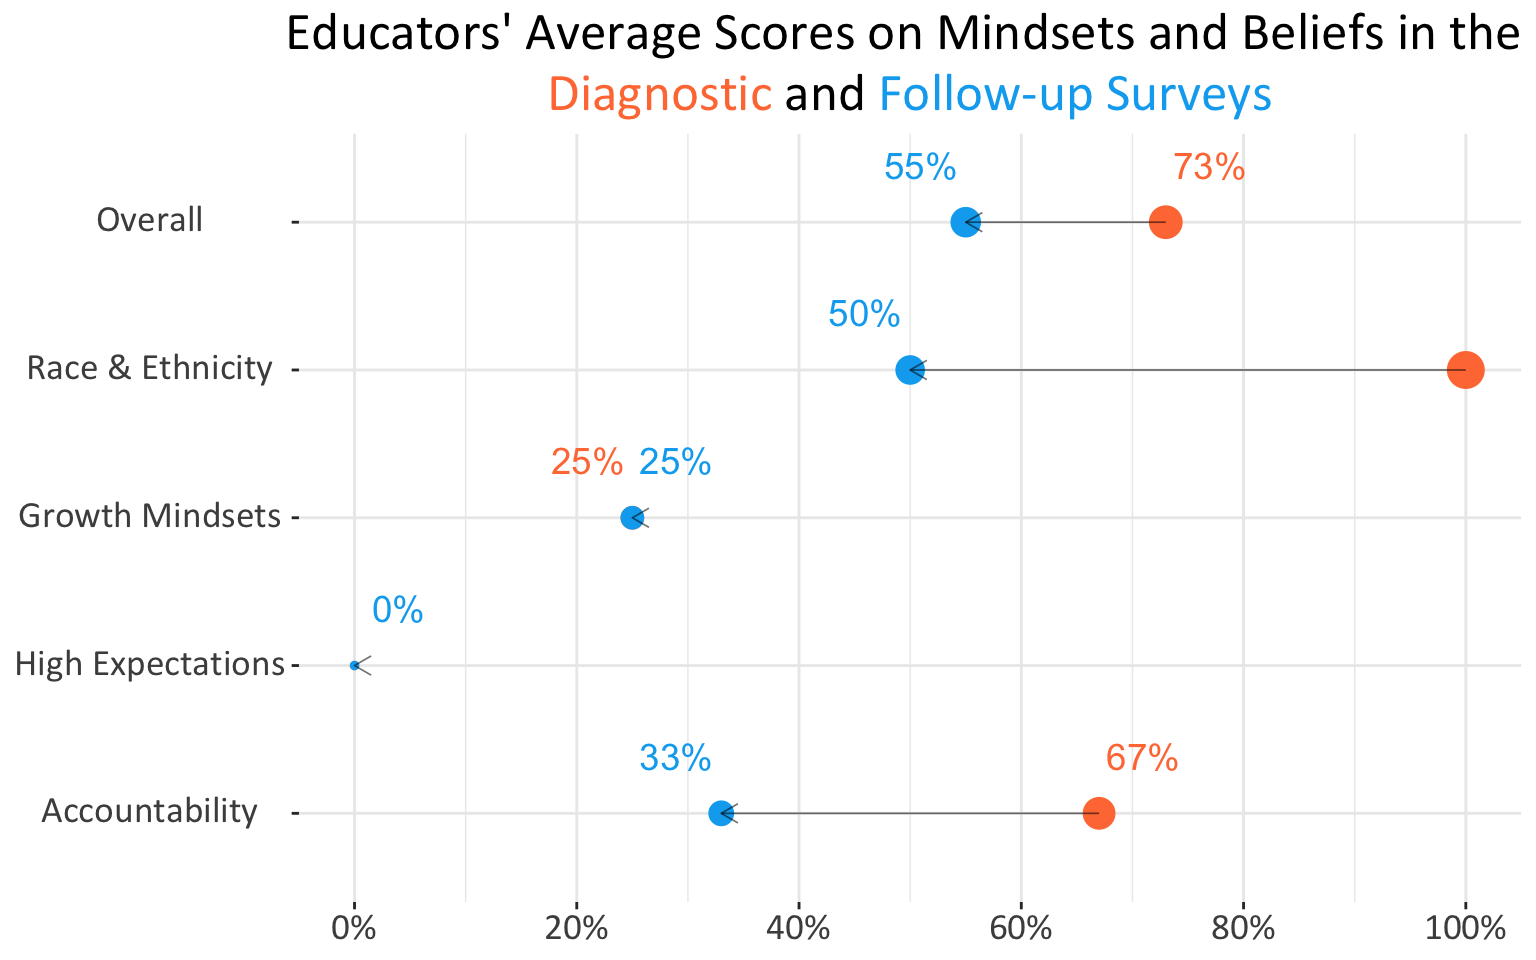 Educators' Average Scores on Mindsets and Beliefs in the
Diagnostic and Follow-up Surveys
55% 73%
Overall
50%
Race & Ethnicity
25% 25%
Growth Mindsets
0%
High Expectations
33% 67%
Accountability
0% 20% 40% 60% 80% 100%